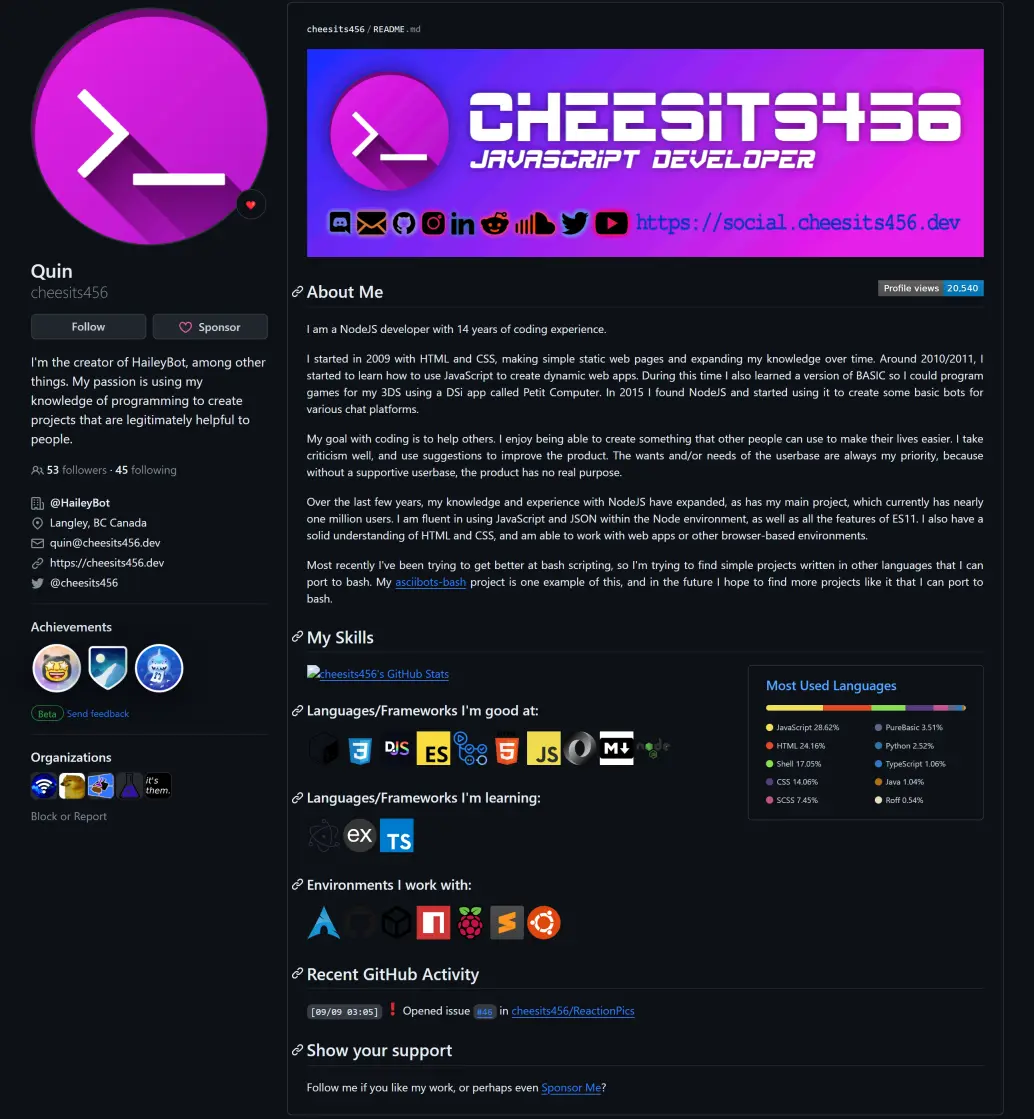 Quin
cheesits456
Follow
Sponsor
I'm the creator of HaileyBot, among other
things. My passion is using my
knowledge of programming to create
projects that are legitimately helpful to
people.
53 followers · 45 following
@HaileyBot
Langley, BC Canada
quin@cheesits456.dev
https://cheesits456.dev
@cheesits456
Achievements
Beta Send feedback
Organizations
it's
them.
Block or Report
cheesits456/README.md
CHEESITS456
JAVASCRIPT DEVELOPER
in
https://social.cheesits456.dev
About Me
Profile views 20,540
I am a NodeJS developer with 14 years of coding experience.
I started in 2009 with HTML and CSS, making simple static web pages and expanding my knowledge over time. Around 2010/2011, I
started to learn how to use JavaScript to create dynamic web apps. During this time I also learned a version of BASIC so I could program
games for my 3DS using a DSi app called Petit Computer. In 2015 I found NodeJS and started using it to create some basic bots for
various chat platforms.
My goal with coding is to help others. I enjoy being able to create something that other people can use to make their lives easier. I take
criticism well, and use suggestions to improve the product. The wants and/or needs of the userbase are always my priority, because
without a supportive userbase, the product has no real purpose.
Over the last few years, my knowledge and experience with NodeJS have expanded, as has my main project, which currently has nearly
one million users. I am fluent in using JavaScript and JSON within the Node environment, as well as all the features of ES11. I also have a
solid understanding of HTML and CSS, and am able to work with web apps or other browser-based environments.
Most recently I've been trying to get better at bash scripting, so I'm trying to find simple projects written in other languages that I can
port to bash. My asciibots-bash project is one example of this, and in the future I hope to find more projects like it that I can port to
bash.
My Skills
cheesits456's GitHub Stats
Most Used Languages
JavaScript 28.62%
HTML 24.16%
Shell 17.05%
CSS 14.06%
SCSS 7.45%
PureBasic 3.51%
Python 2.52%
TypeScript 1.06%
Java 1.04%
Roff 0.54%
Languages/Frameworks I'm good at:
3 DJS ES 5 JS M node
Languages/Frameworks I'm learning:
ex TS
Environments I work with:
Recent GitHub Activity
[09/09 03:05] ❗ Opened issue #46 in cheesits456/ReactionPics
Show your support
Follow me if you like my work, or perhaps even Sponsor Me?